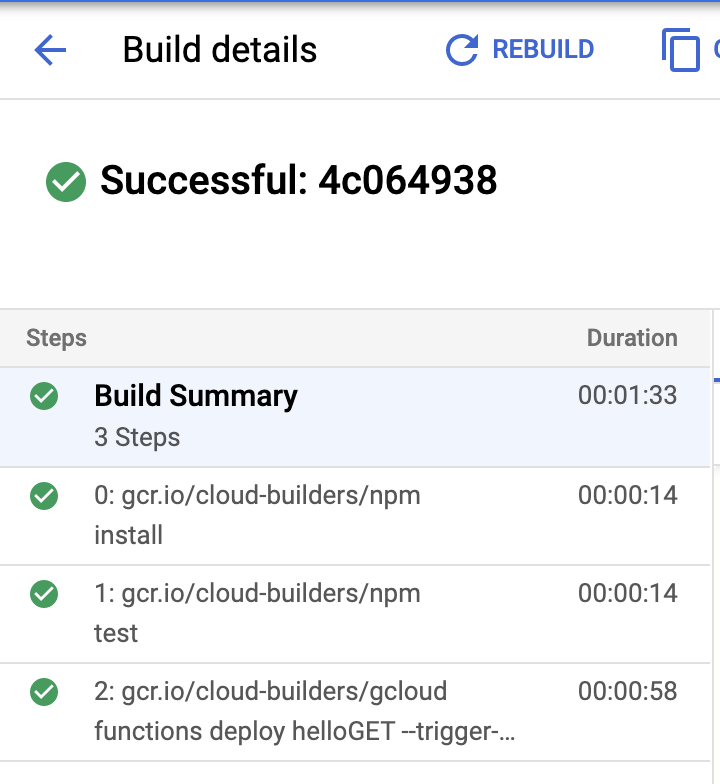 Build details
REBUILD
Successful: 4c064938
Steps Duration
Build Summary 00:01:33
3 Steps
0: gcr.io/cloud-builders/npm 00:00:14
install
1: gcr.io/cloud-builders/npm 00:00:14
test
2: gcr.io/cloud-builders/gcloud 00:00:58
functions deploy helloGET --trigger-...